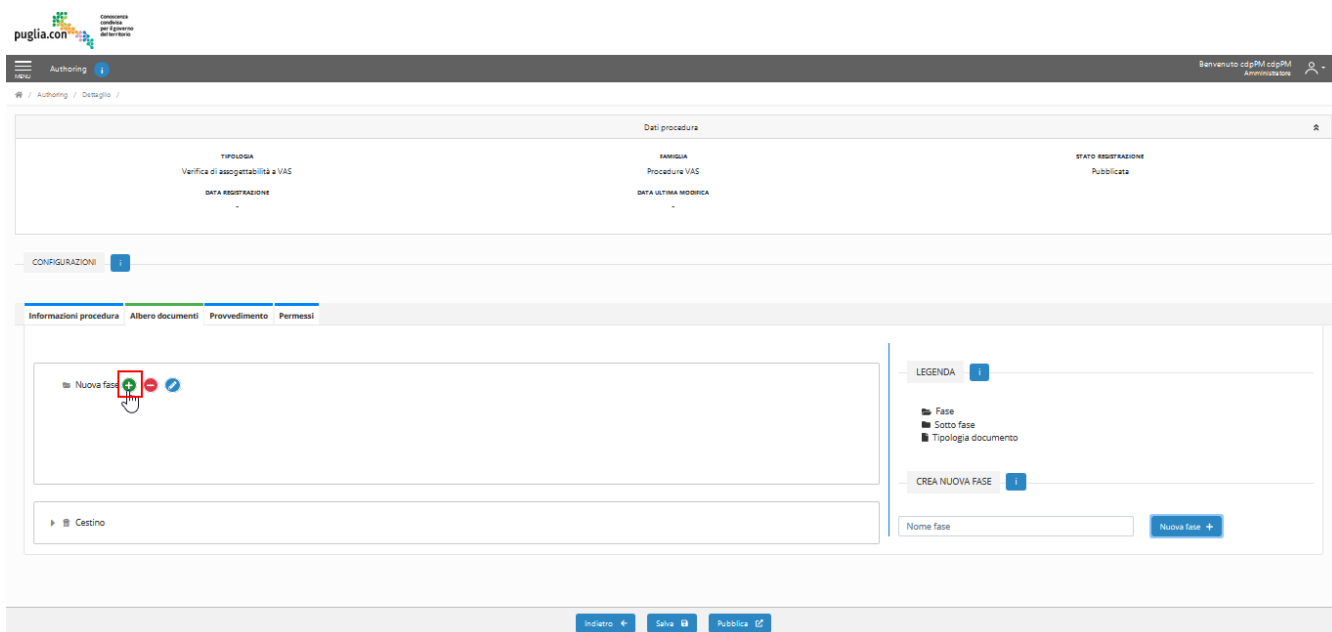 puglia.con
Conoscenza
condivisa
per il governo
del territorio
MENU
Authoring i
Benvenuto cdpPM cdpPM
Amministratore
/ Authoring / Dettaglio /
Dati procedura
TIPOLOGIA
Verifica di assogettabilità a VAS
FAMIGLIA
Procedure VAS
STATO REGISTRAZIONE
Pubblicata
DATA REGISTRAZIONE
-
DATA ULTIMA MODIFICA
-
CONFIGURAZIONI i
Informazioni procedura Albero documenti Provvedimento Permessi
Nuova fase
Cestino
LEGENDA i
Fase
Sotto fase
Tipologia documento
CREA NUOVA FASE i
Nome fase
Nuova fase +
Indietro Salva Pubblica